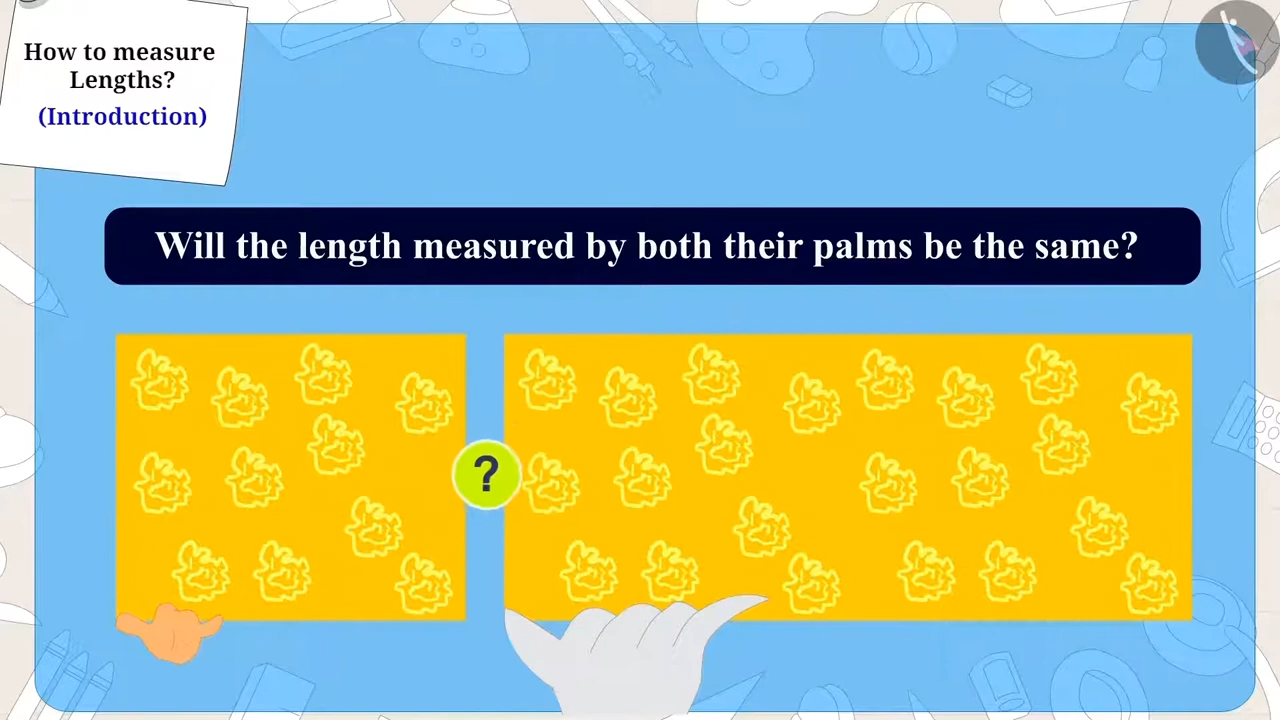 How to measure
Lengths?
(Introduction)
Will the length measured by both their palms be the same?
?